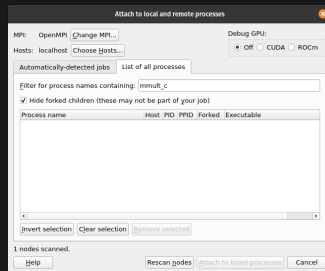 Attach to local and remote processes
MPI: OpenMPI Change MPI...
Debug GPU:
Hosts: localhost Choose Hosts...
Off CUDA ROCm
Automatically-detected jobs List of all processes
Filter for process names containing: mmult_c
Hide forked children (these may not be part of your job)
Process name Host PID PPID Forked Executable
Invert selection Clear selection Remove selected
1 nodes scanned.
Help Rescan nodes Attach to listed processes Cancel